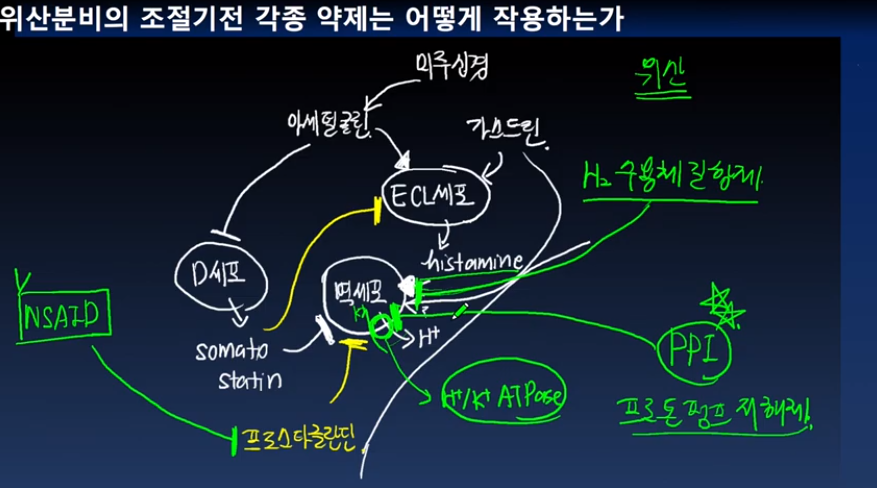 위산분비의 조절기전 각종 약제는 어떻게 작용하는가
미주신경
위산
아세틸콜린
가스트린
H₂ 수용체 길항제
ECL세포
histamine
D세포
벽세포
NSAID
K⁺
H⁺
PPI
somato
statin
H⁺/K⁺ ATPase
프로톤 펌프 저해제
프로스타글란딘